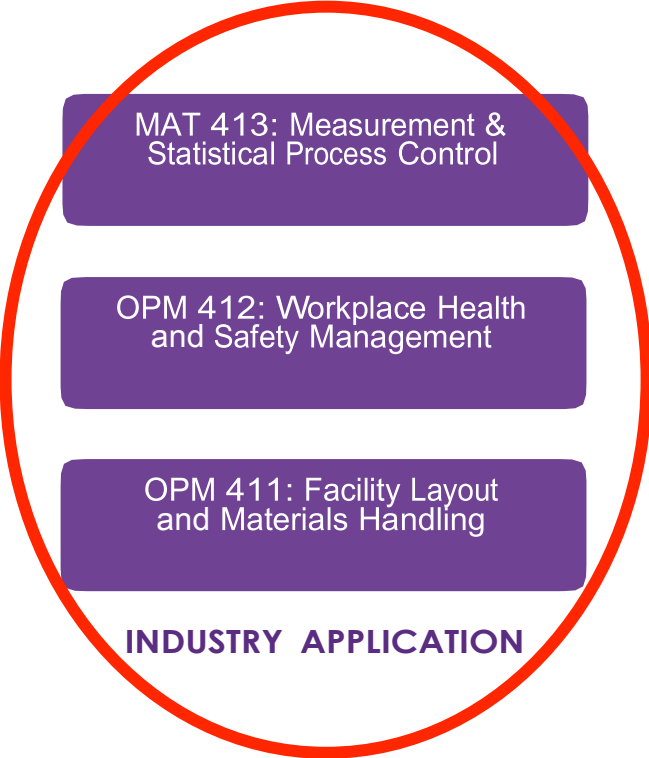 MAT 413: Measurement &
Statistical Process Control
OPM 412: Workplace Health
and Safety Management
OPM 411: Facility Layout
and Materials Handling
INDUSTRY APPLICATION